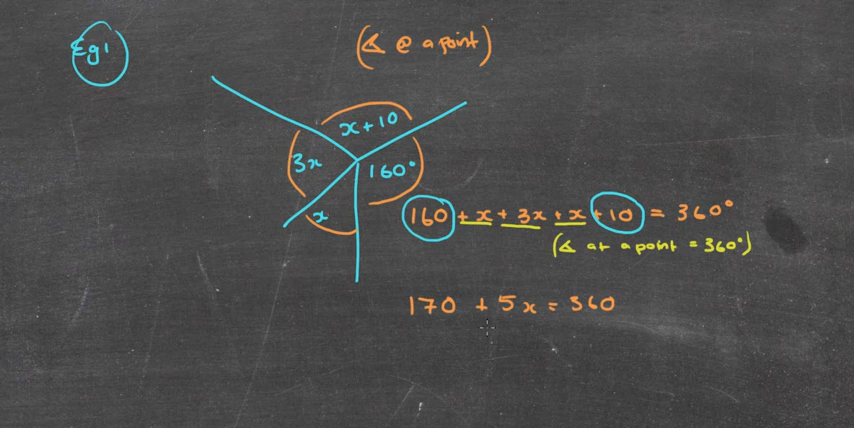 Eg1
(∡ @ a point)
x+10
3x
160°
x
160 + x + 3x + x + 10 = 360°
(∡ at a point = 360°)
170 + 5x = 360